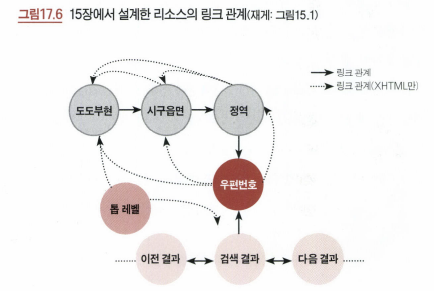 그림17.6 15장에서 설계한 리소스의 링크 관계(재게: 그림15.1)
링크 관계
링크 관계(XHTML만)
도도부현
시구읍면
정역
우편번호
톱 레벨
이전 결과
검색 결과
다음 결과